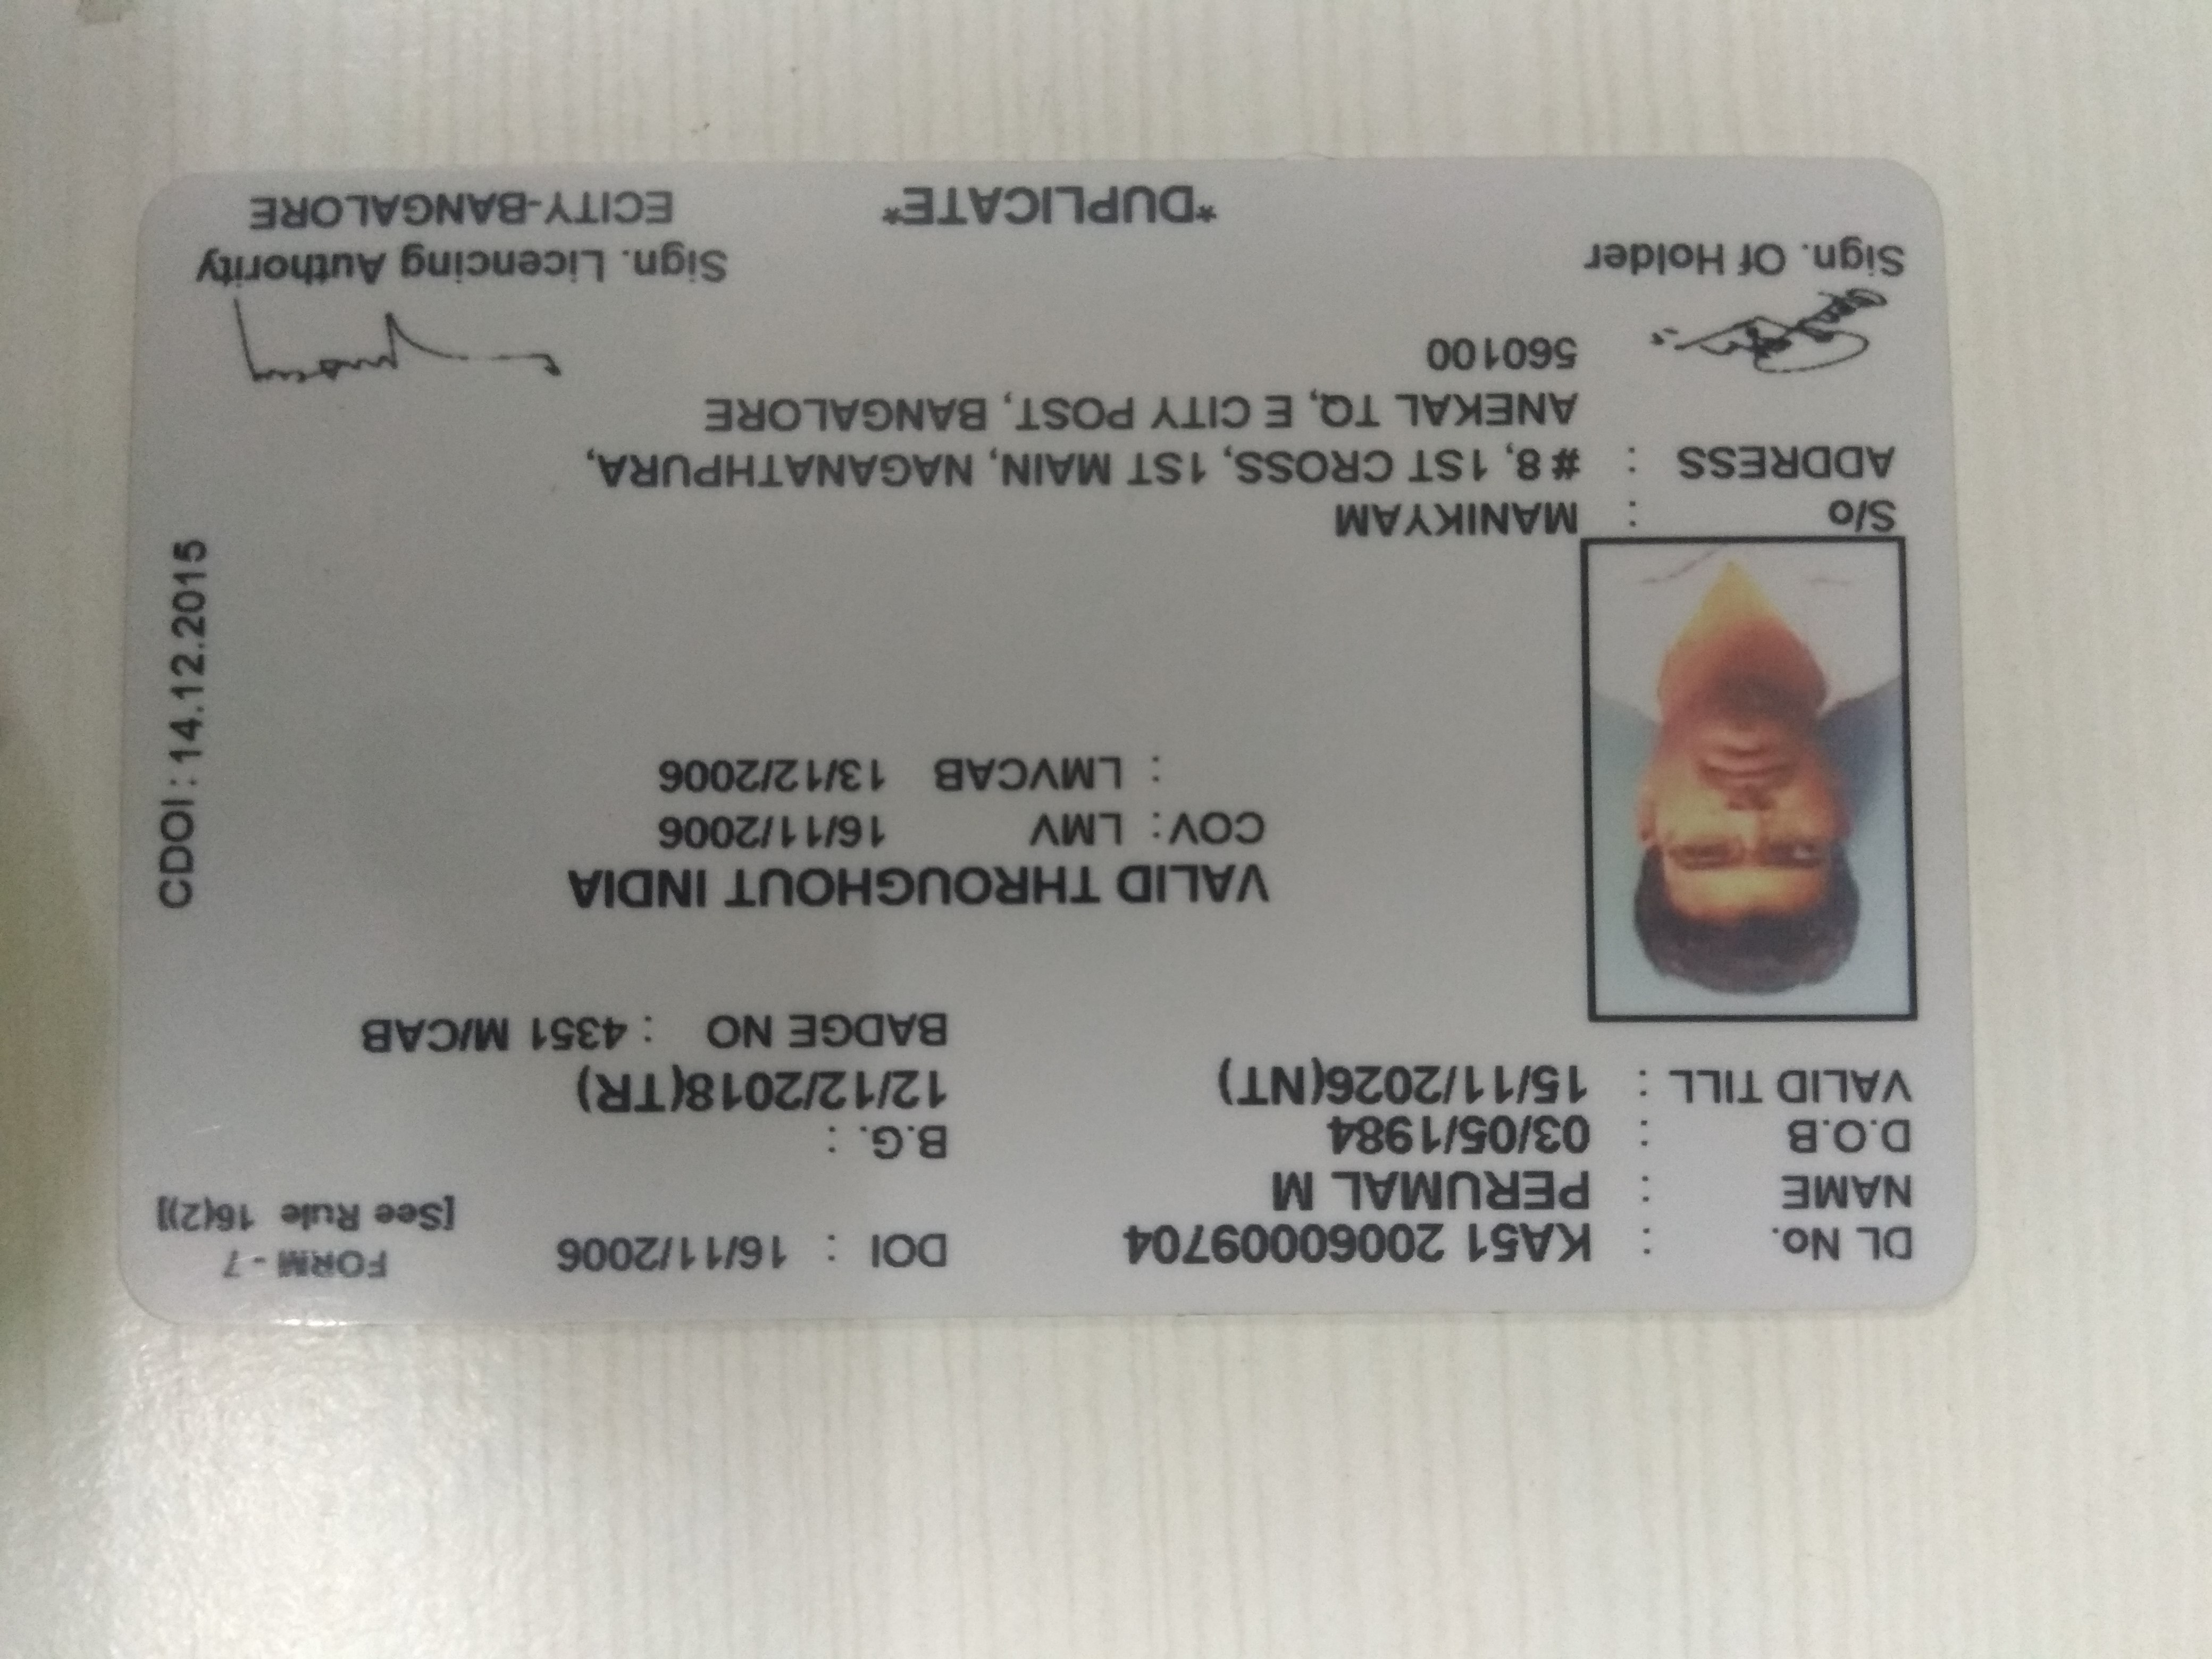 FORM - 7
DL No. : KA51 20060009704 DOI : 16/11/2006 [See Rule 16(2)]
NAME : PERUMAL M
D.O.B : 03/05/1984 B.G. :
VALID TILL : 15/11/2026(NT) 12/12/2018(TR)
BADGE NO : 4351 M/CAB
VALID THROUGHOUT INDIA
COV : LMV 16/11/2006
: LMVCAB 13/12/2006
CDOI : 14.12.2015
S/o : MANIKYAM
ADDRESS : # 8, 1ST CROSS, 1ST MAIN, NAGANATHPURA,
ANEKAL TQ, E CITY POST, BANGALORE
560100
Sign. Of Holder Sign. Licencing Authority
*DUPLICATE* ECITY-BANGALORE